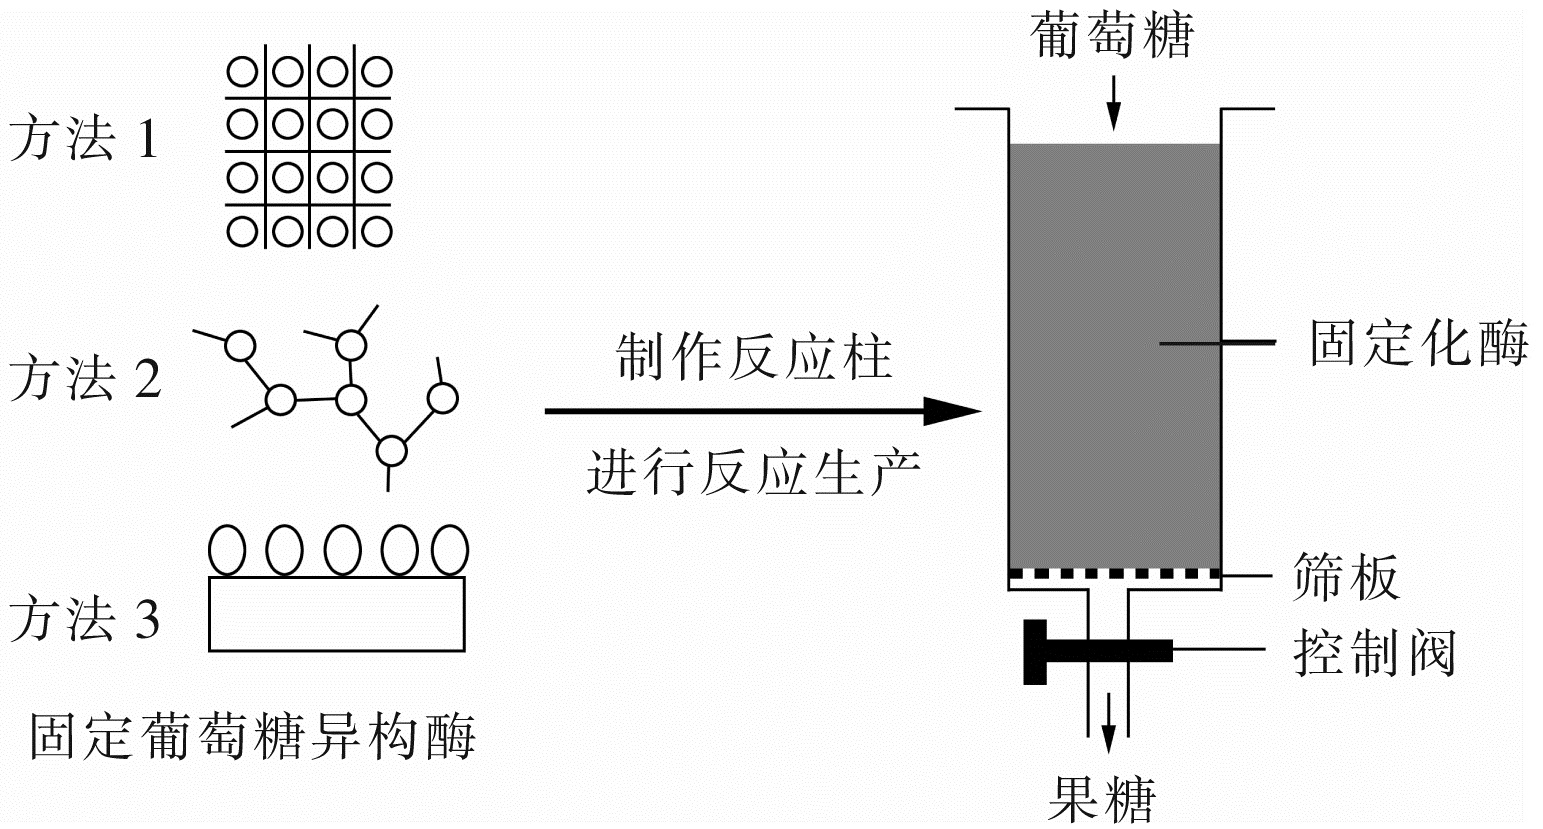 方法 1
方法 2
方法 3
固定葡萄糖异构酶
制作反应柱
进行反应生产
葡萄糖
固定化酶
筛板
控制阀
果糖